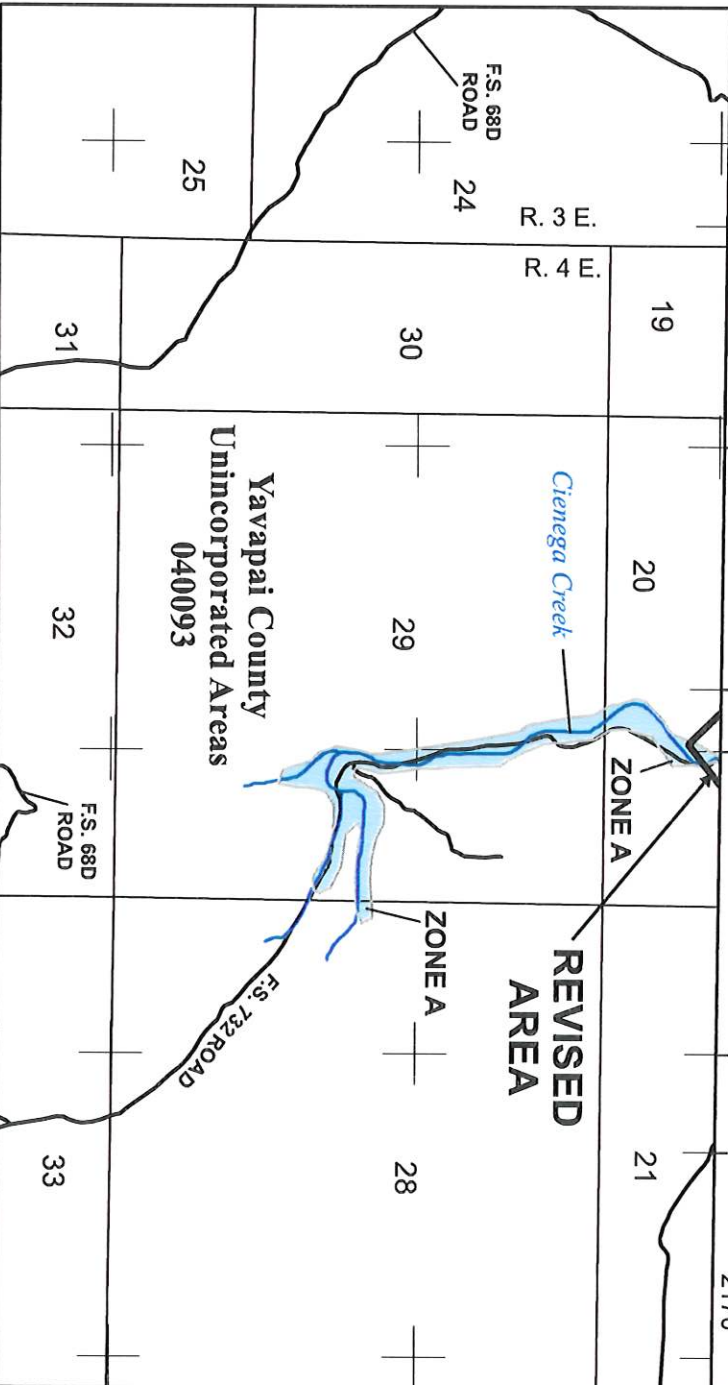 R. 3 E.
R. 4 E.
19
20
21
24
30
29
28
25
31
32
33
F.S. 68D
ROAD
Cienega Creek
ZONE A
REVISED
AREA
ZONE A
Yavapai County
Unincorporated Areas
040093
F.S. 732 ROAD
F.S. 68D
ROAD